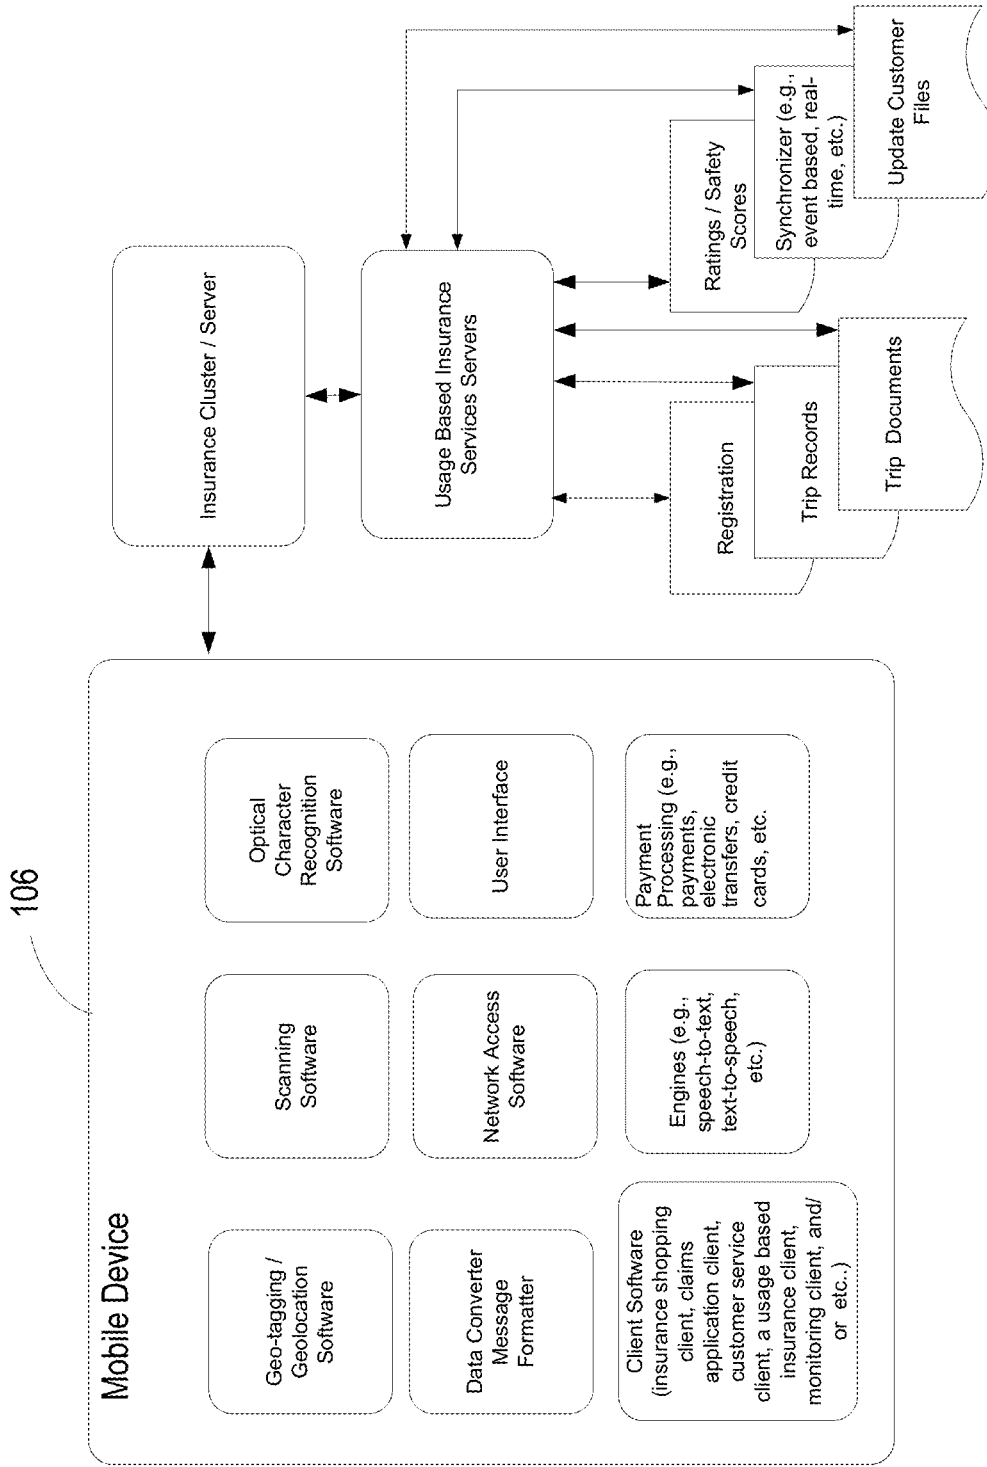 106
Mobile Device
Geo-tagging /
Geolocation
Software
Scanning
Software
Optical
Character
Recognition
Software
Data Converter
Message
Formatter
Network Access
Software
User Interface
Client Software
(insurance shopping
client, claims
application client,
customer service
client, a usage based
insurance client,
monitoring client, and/
or etc..)
Engines (e.g.,
speech-to-text,
text-to-speech,
etc.)
Payment
Processing (e.g.,
payments,
electronic
transfers, credit
cards, etc.
Insurance Cluster / Server
Usage Based Insurance
Services Servers
Registration
Trip Records
Trip Documents
Ratings / Safety
Scores
Synchronizer (e.g.,
event based, real-
time, etc.)
Update Customer
Files